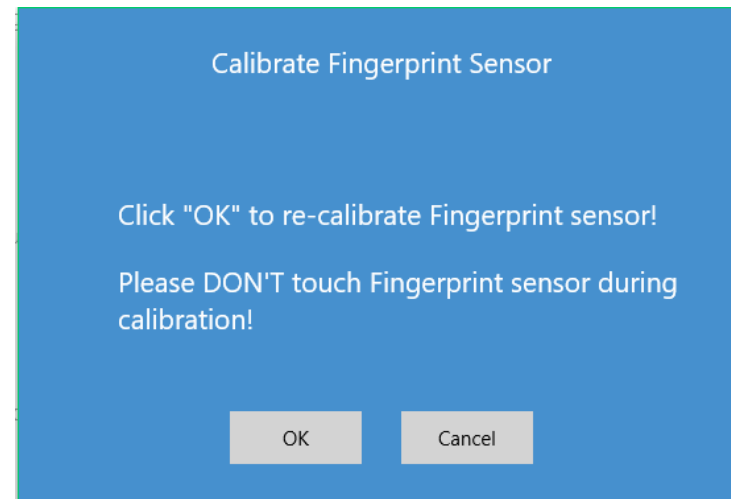 Calibrate Fingerprint Sensor
Click "OK" to re-calibrate Fingerprint sensor!
Please DON'T touch Fingerprint sensor during
calibration!
OK
Cancel